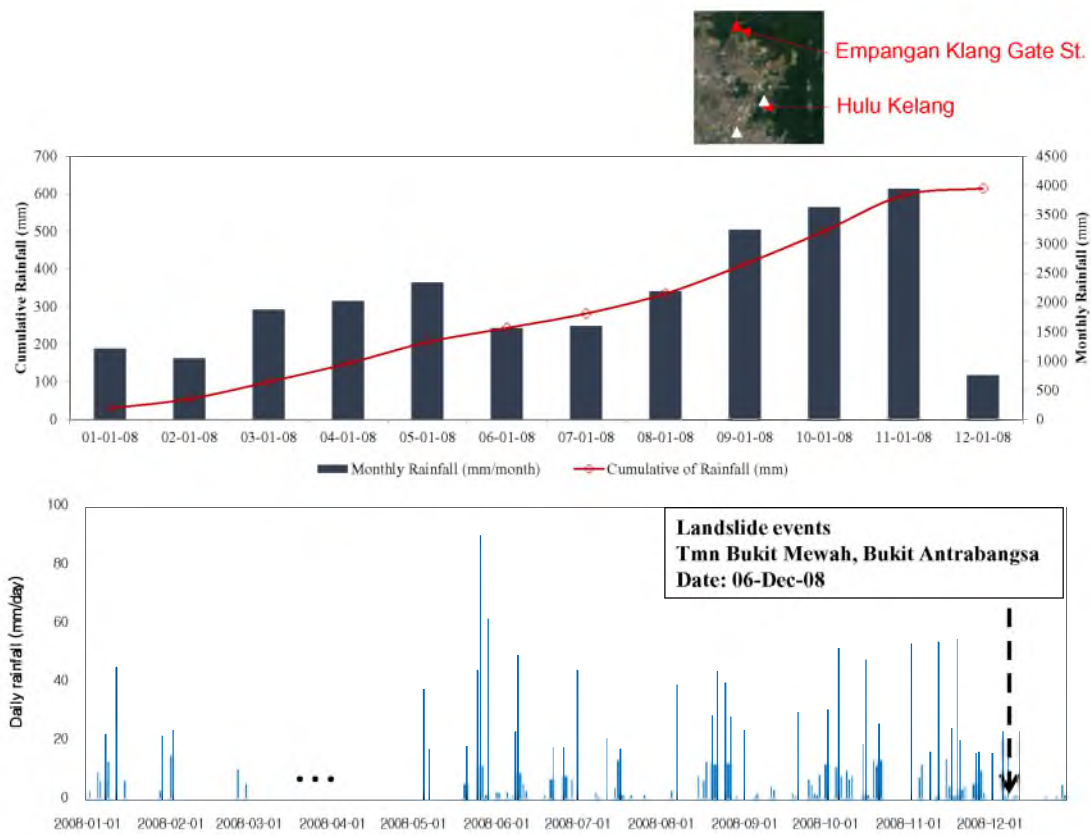 Empangan Klang Gate St.
Hulu Kelang
700
600
500
400
300
200
100
0
Cumulative Rainfall (mm)
4500
4000
3500
3000
2500
2000
1500
1000
500
0
Monthly Rainfall (mm)
01-01-08 02-01-08 03-01-08 04-01-08 05-01-08 06-01-08 07-01-08 08-01-08 09-01-08 10-01-08 11-01-08 12-01-08
Monthly Rainfall (mm/month) Cumulative of Rainfall (mm)
100
80
60
40
20
0
Daily rainfall (mm/day)
Landslide events
Tmn Bukit Mewah, Bukit Antrabangsa
Date: 06-Dec-08
• • •
2008-01-01 2008-02-01 2008-03-01 2008-04-01 2008-05-01 2008-06-01 2008-07-01 2008-08-01 2008-09-01 2008-10-01 2008-11-01 2008-12-01